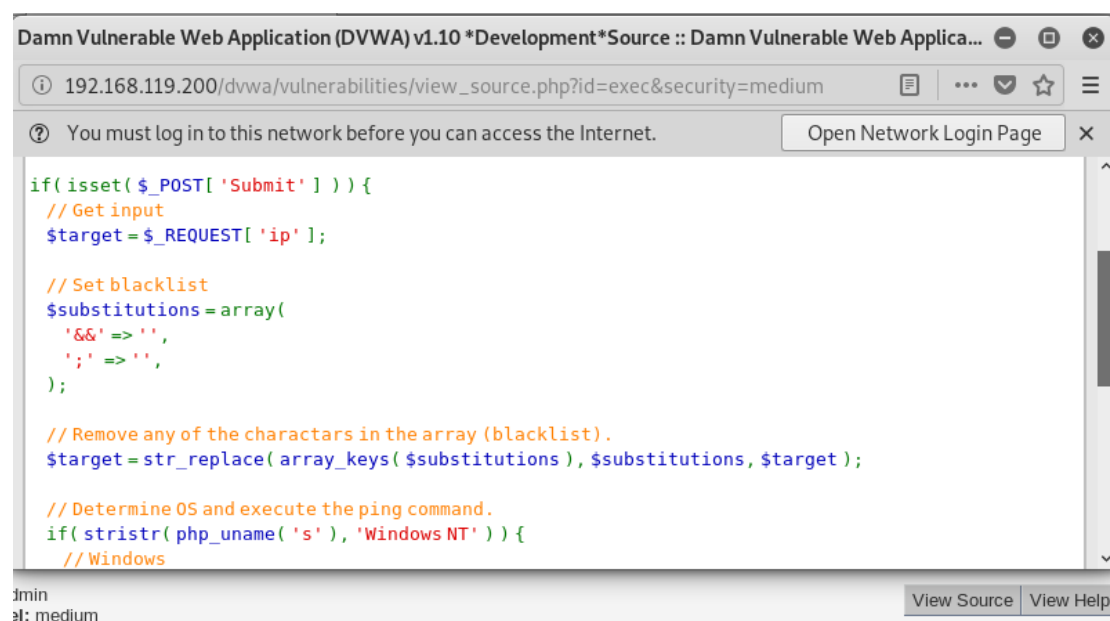 Damn Vulnerable Web Application (DVWA) v1.10 *Development*Source :: Damn Vulnerable Web Applica...
192.168.119.200/dvwa/vulnerabilities/view_source.php?id=exec&security=medium
You must log in to this network before you can access the Internet. Open Network Login Page
if( isset( $_POST[ 'Submit' ] ) ) {
// Get input
$target = $_REQUEST[ 'ip' ];
// Set blacklist
$substitutions = array(
'&&' => '',
';' => '',
);
// Remove any of the charactars in the array (blacklist).
$target = str_replace( array_keys( $substitutions ), $substitutions, $target );
// Determine OS and execute the ping command.
if( stristr( php_uname( 's' ), 'Windows NT' ) ) {
// Windows
dmin View Source View Help
el: medium